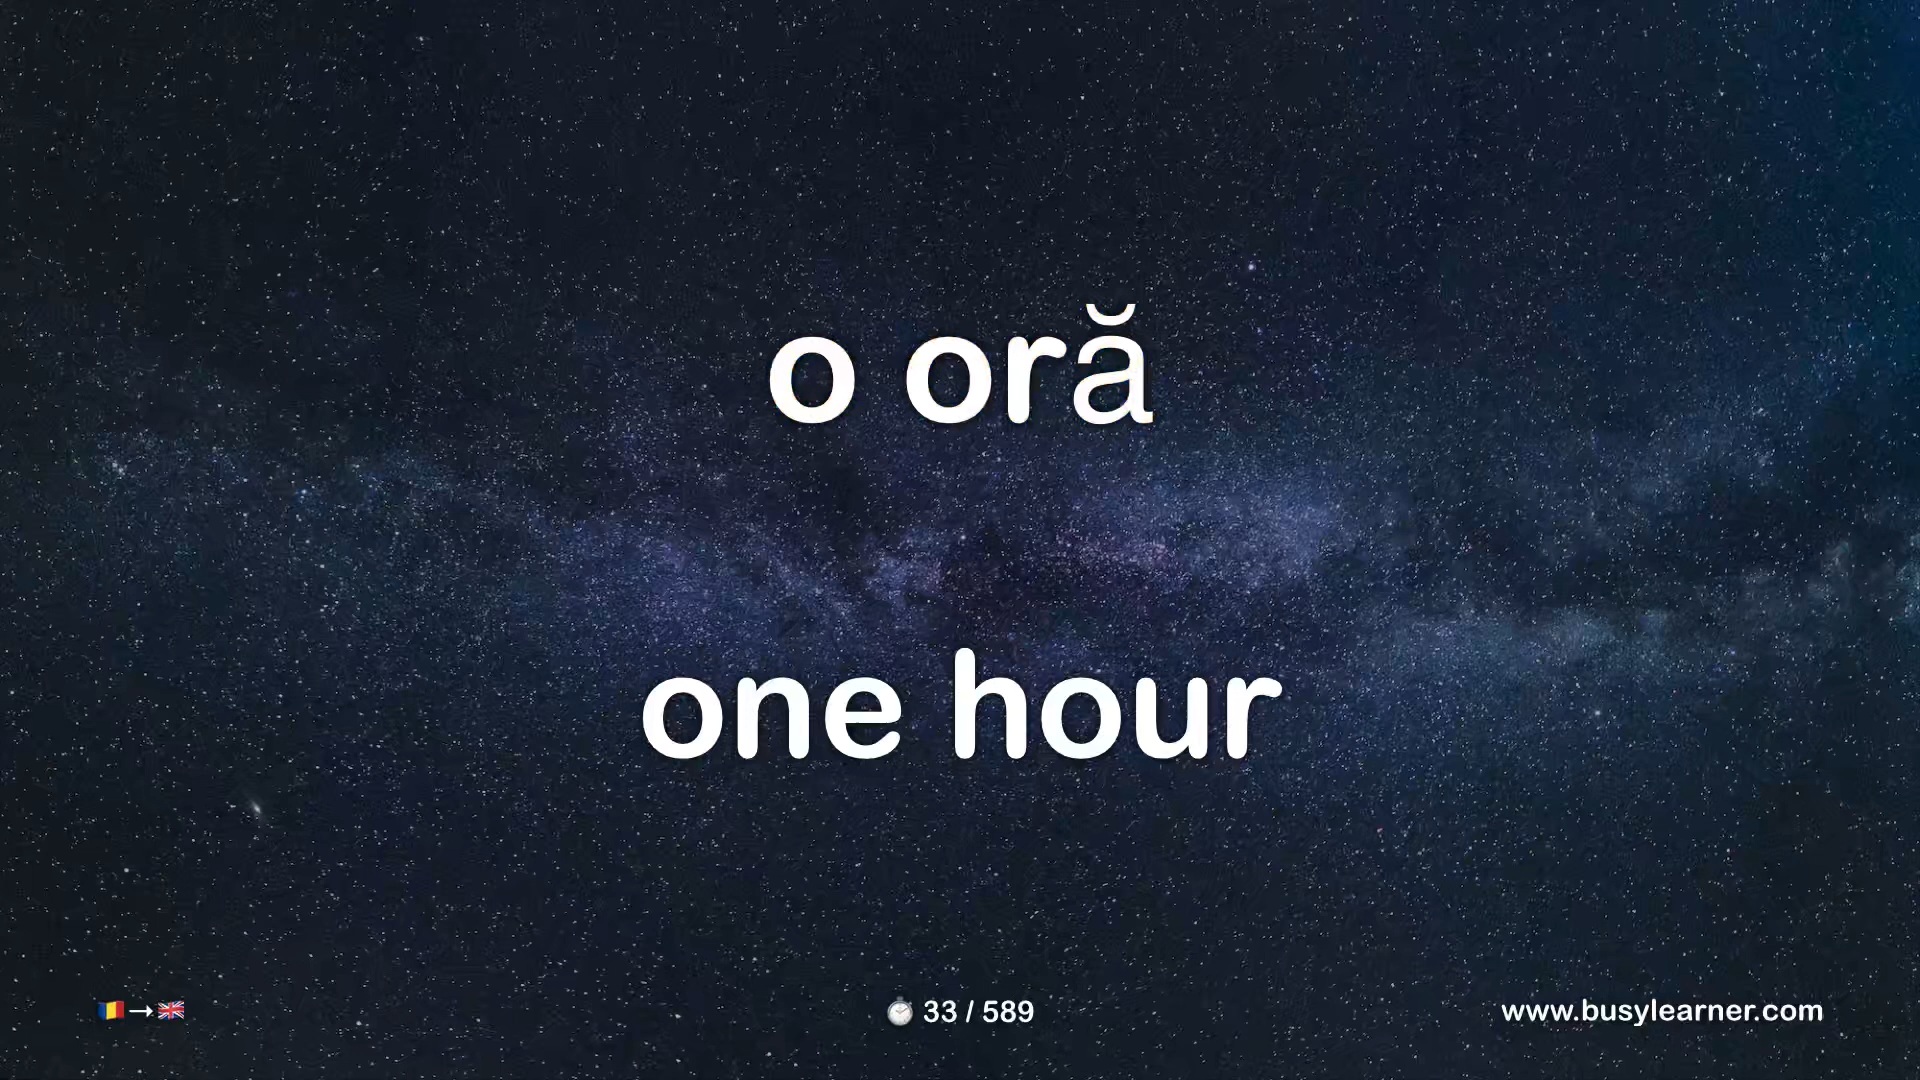 o oră
one hour
🇷🇴→🇬🇧
⏱ 33 / 589
www.busylearner.com